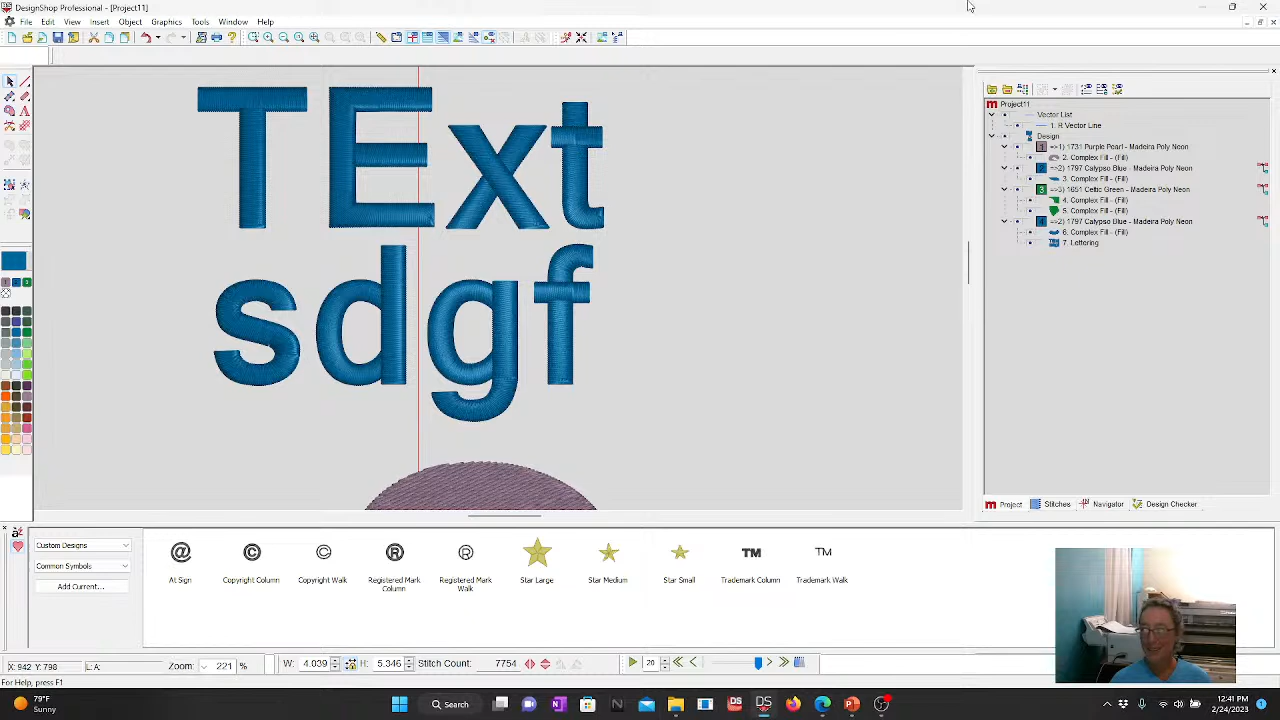 DesignShop Professional - [Project11]
File Edit View Insert Object Graphics Tools Window Help
TExt
sdgf
Project11
Vector List
1. R Vector Line
Design
1 =>1) 1731 Purple Pearl - Madeira Poly Neon
2. Complex Fill - (Fill)
=>2) 1797 Calypso Blue - Madeira Poly Neon
3. Complex Fill - (Fill)
3 =>3) 1651 Celtic Green - Madeira Poly Neon
4. Complex Fill - (Fill)
5. Complex Fill - (Fill)
=>2) 1797 Calypso Blue - Madeira Poly Neon
6. Complex Fill - (Fill)
7. Lettering
Project Stitches Navigator Design Checker
Custom Designs
Common Symbols
Add Current...
@ © © ® ® TM TM
At Sign Copyright Column Copyright Walk Registered Mark Column Registered Mark Walk Star Large Star Medium Star Small Trademark Column Trademark Walk
X: 942 Y: 798 L: A: Zoom: 221 % W: 4.039 H: 5.346 Stitch Count: 7754 20
For Help, press F1
79°F
Sunny
Search
DS DS
12:41 PM
2/24/2023